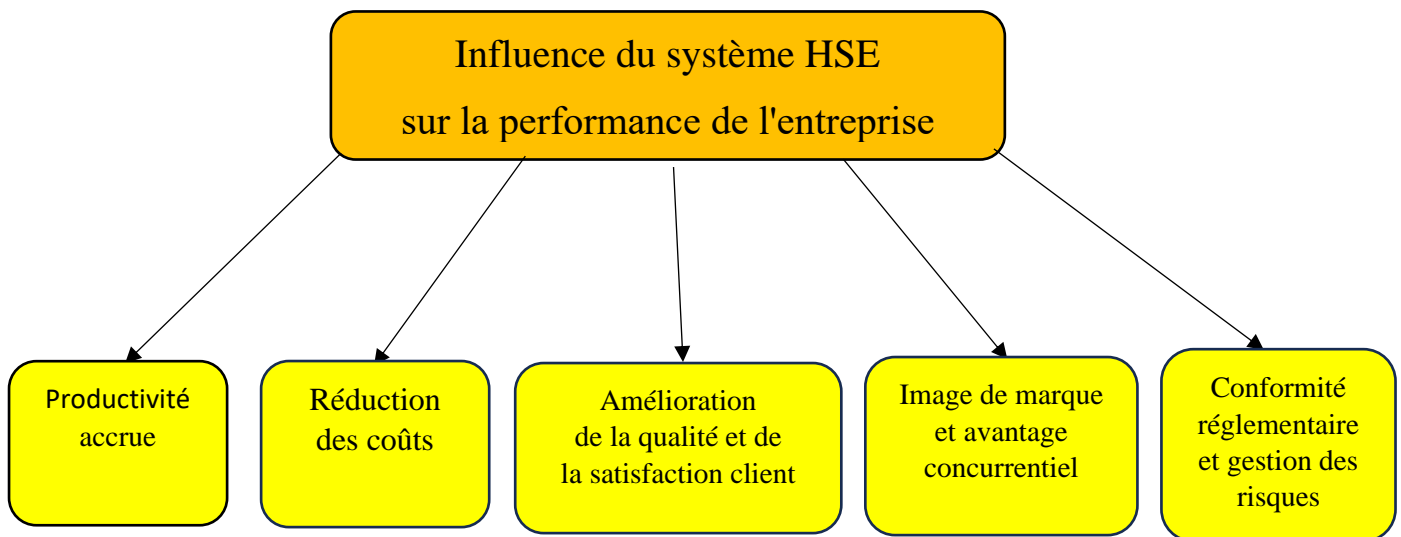 Influence du système HSE
sur la performance de l'entreprise
Productivité
accrue
Réduction
des coûts
Amélioration
de la qualité et de
la satisfaction client
Image de marque
et avantage
concurrentiel
Conformité
réglementaire
et gestion des
risques